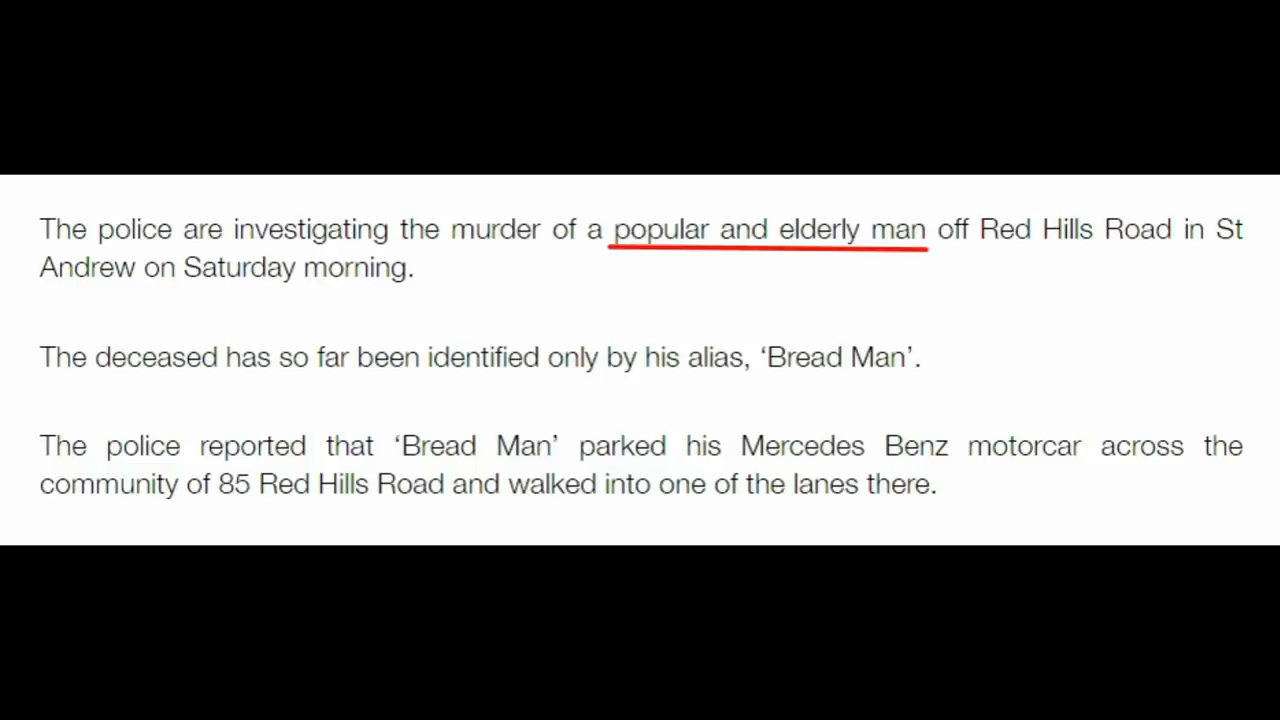 The police are investigating the murder of a popular and elderly man off Red Hills Road in St
Andrew on Saturday morning.
The deceased has so far been identified only by his alias, ‘Bread Man’.
The police reported that ‘Bread Man’ parked his Mercedes Benz motorcar across the
community of 85 Red Hills Road and walked into one of the lanes there.